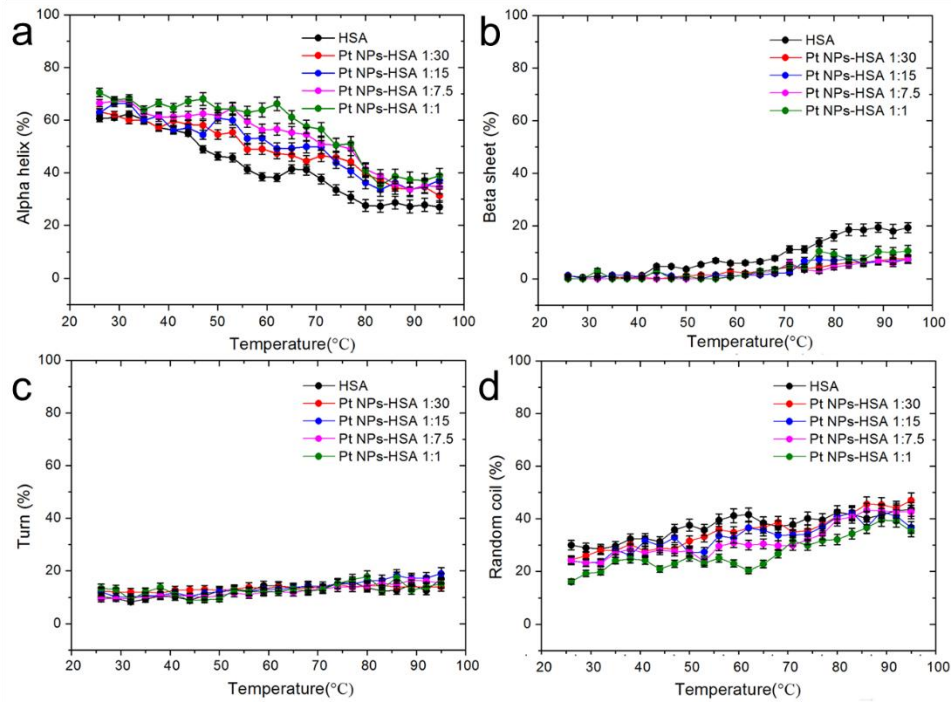 a
100
80
60
40
20
0
Alpha helix (%)
HSA
Pt NPs-HSA 1:30
Pt NPs-HSA 1:15
Pt NPs-HSA 1:7.5
Pt NPs-HSA 1:1
20 30 40 50 60 70 80 90 100
Temperature(°C)
b
100
80
60
40
20
0
Beta sheet (%)
HSA
Pt NPs-HSA 1:30
Pt NPs-HSA 1:15
Pt NPs-HSA 1:7.5
Pt NPs-HSA 1:1
20 30 40 50 60 70 80 90 100
Temperature(°C)
c
100
80
60
40
20
0
Turn (%)
HSA
Pt NPs-HSA 1:30
Pt NPs-HSA 1:15
Pt NPs-HSA 1:7.5
Pt NPs-HSA 1:1
20 30 40 50 60 70 80 90 100
Temperature(°C)
d
100
80
60
40
20
0
Random coil (%)
HSA
Pt NPs-HSA 1:30
Pt NPs-HSA 1:15
Pt NPs-HSA 1:7.5
Pt NPs-HSA 1:1
20 30 40 50 60 70 80 90 100
Temperature(°C)